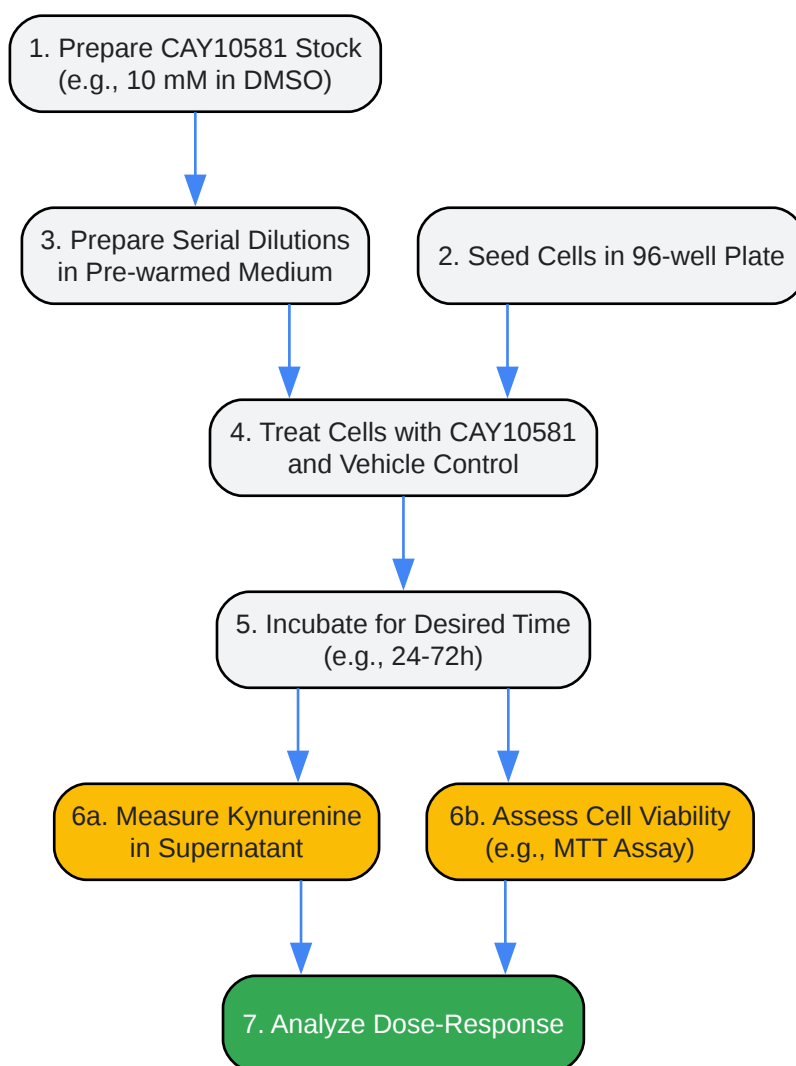 1. Prepare CAY10581 Stock
(e.g., 10 mM in DMSO)
3. Prepare Serial Dilutions
in Pre-warmed Medium
2. Seed Cells in 96-well Plate
4. Treat Cells with CAY10581
and Vehicle Control
5. Incubate for Desired Time
(e.g., 24-72h)
6a. Measure Kynurenine
in Supernatant
6b. Assess Cell Viability
(e.g., MTT Assay)
7. Analyze Dose-Response